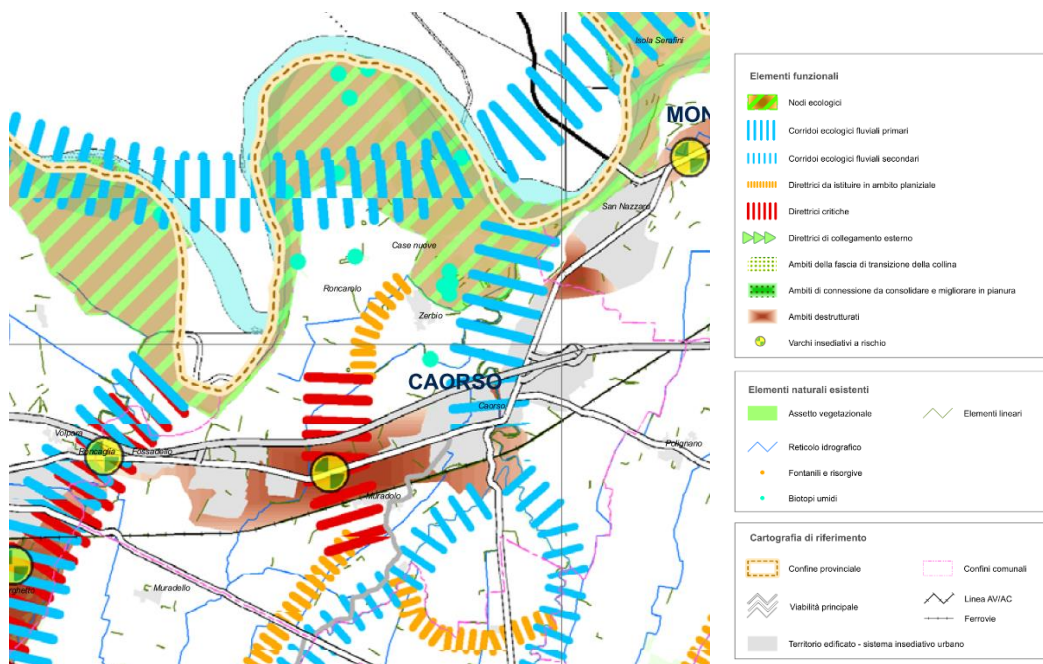 Isola Serafini
MON
San Nazzaro
Case nuove
Roncarolo
Zerbio
CAORSO
Caorso
Volpara
Roncaglia
Fossadello
Polignano
Muradolo
Muradello
Elementi funzionali
Nodi ecologici
Corridoi ecologici fluviali primari
Corridoi ecologici fluviali secondari
Direttrici da istituire in ambito planiziale
Direttrici critiche
Direttrici di collegamento esterno
Ambiti della fascia di transizione della collina
Ambiti di connessione da consolidare e migliorare in pianura
Ambiti destrutturati
Varchi insediativi a rischio
Elementi naturali esistenti
Assetto vegetazionale
Elementi lineari
Reticolo idrografico
Fontanili e risorgive
Biotopi umidi
Cartografia di riferimento
Confine provinciale
Confini comunali
Viabilità principale
Linea AV/AC
Ferrovie
Territorio edificato - sistema insediativo urbano